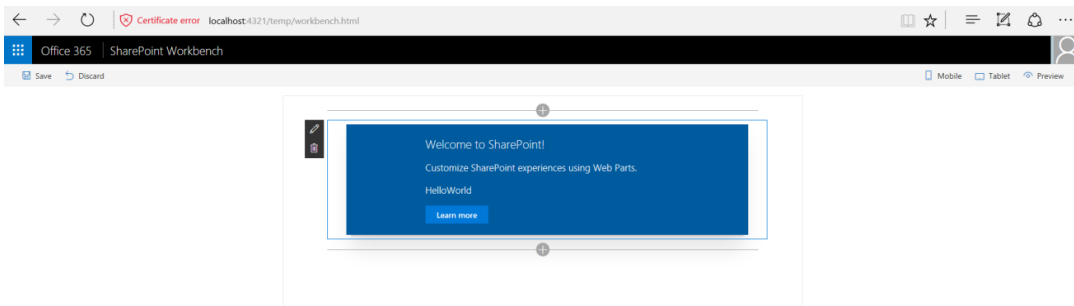 Certificate error localhost:4321/temp/workbench.html
Office 365 SharePoint Workbench
Save Discard Mobile Tablet Preview
Welcome to SharePoint!
Customize SharePoint experiences using Web Parts.
HelloWorld
Learn more